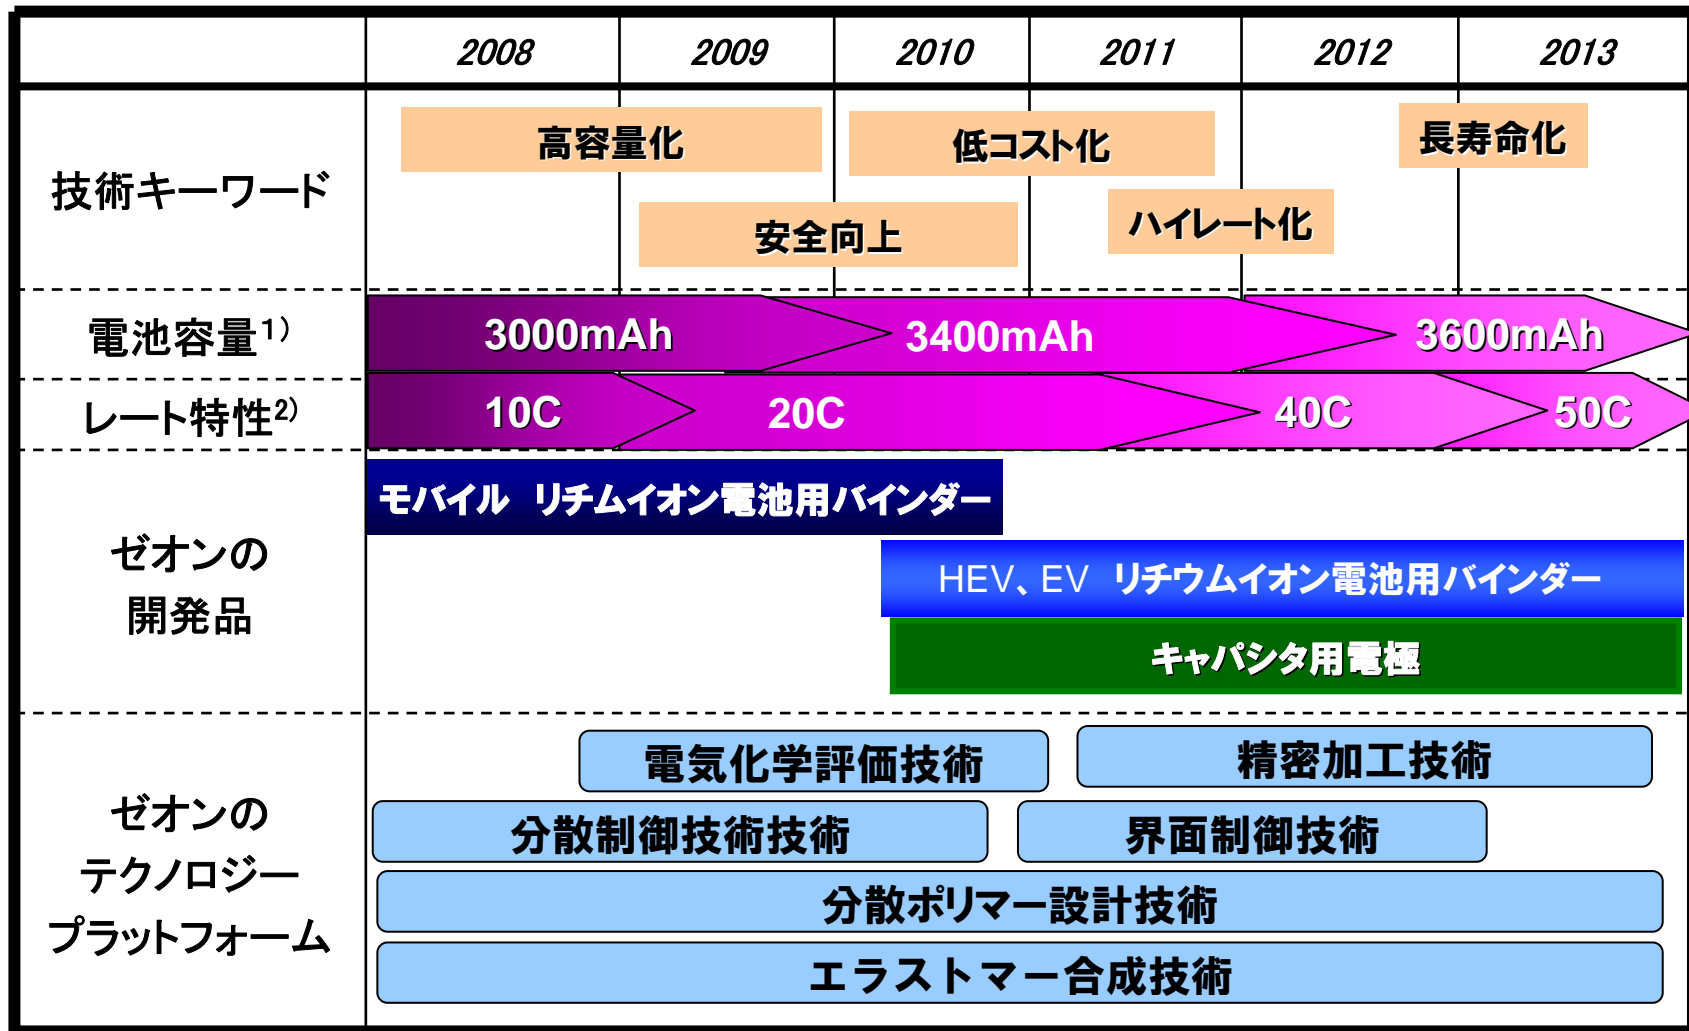 2008 2009 2010 2011 2012 2013
技術キーワード
高容量化
低コスト化
長寿命化
安全向上
ハイレート化
電池容量1)
3000mAh 3400mAh 3600mAh
レート特性2)
10C 20C 40C 50C
ゼオンの
開発品
モバイル リチムイオン電池用バインダー
HEV、EV リチウムイオン電池用バインダー
キャパシタ用電極
ゼオンの
テクノロジー
プラットフォーム
電気化学評価技術
精密加工技術
分散制御技術技術
界面制御技術
分散ポリマー設計技術
エラストマー合成技術